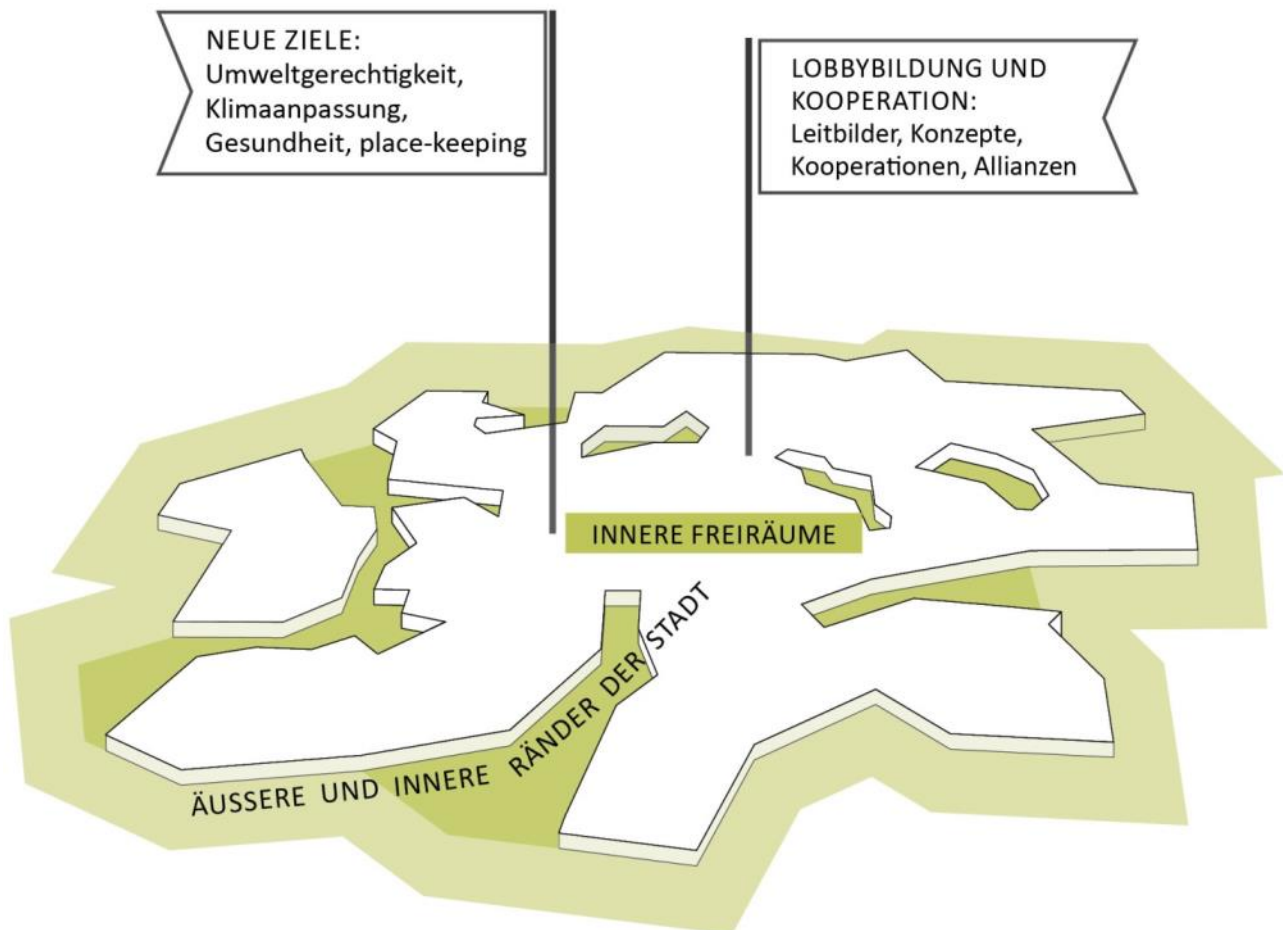 NEUE ZIELE:
Umweltgerechtigkeit,
Klimaanpassung,
Gesundheit, place-keeping
LOBBYBILDUNG UND
KOOPERATION:
Leitbilder, Konzepte,
Kooperationen, Allianzen
INNERE FREIRÄUME
ÄUSSERE UND INNERE RÄNDER DER STADT